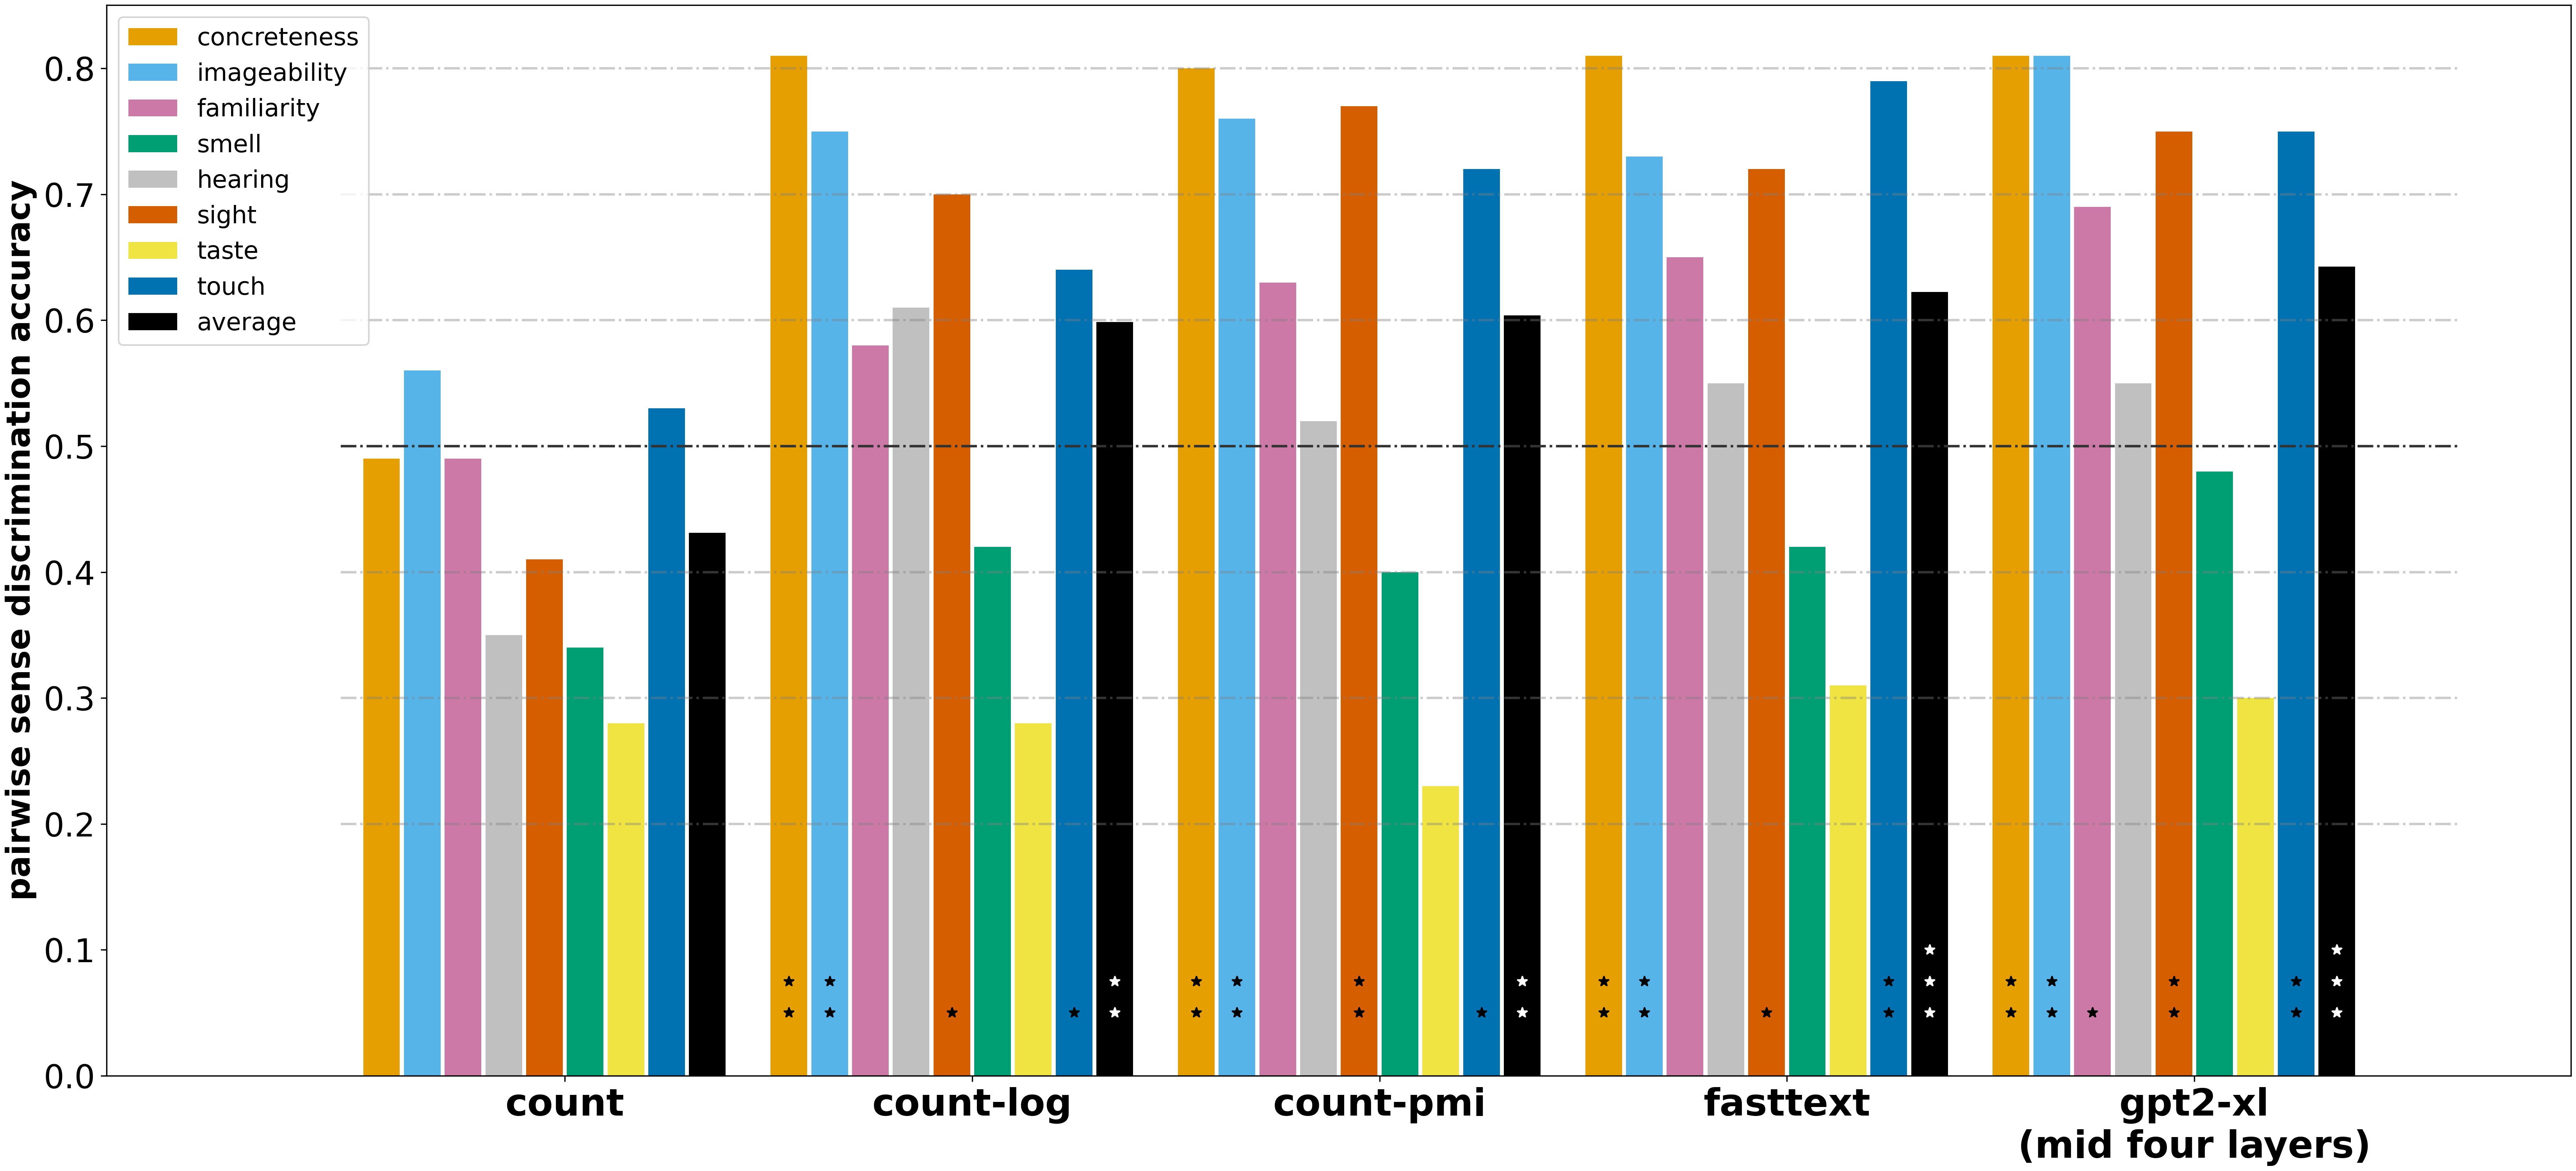 concreteness
imageability
familiarity
smell
hearing
sight
taste
touch
average
pairwise sense discrimination accuracy
0.8
0.7
0.6
0.5
0.4
0.3
0.2
0.1
0.0
count
count-log
count-pmi
fasttext
gpt2-xl
(mid four layers)